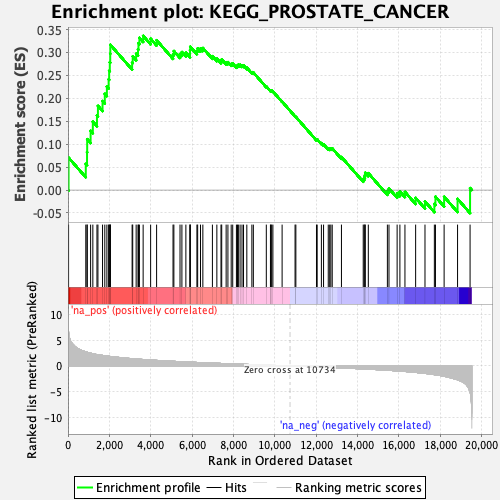 Enrichment plot: KEGG_PROSTATE_CANCER
Enrichment score (ES)
0.35
0.30
0.25
0.20
0.15
0.10
0.05
0.00
-0.05
'na_pos' (positively correlated)
Ranked list metric (PreRanked)
10
5
0
-5
-10
Zero cross at 10734
'na_neg' (negatively correlated)
0
2,000
4,000
6,000
8,000
10,000
12,000
14,000
16,000
18,000
20,000
Rank in Ordered Dataset
Enrichment profile
Hits
Ranking metric scores